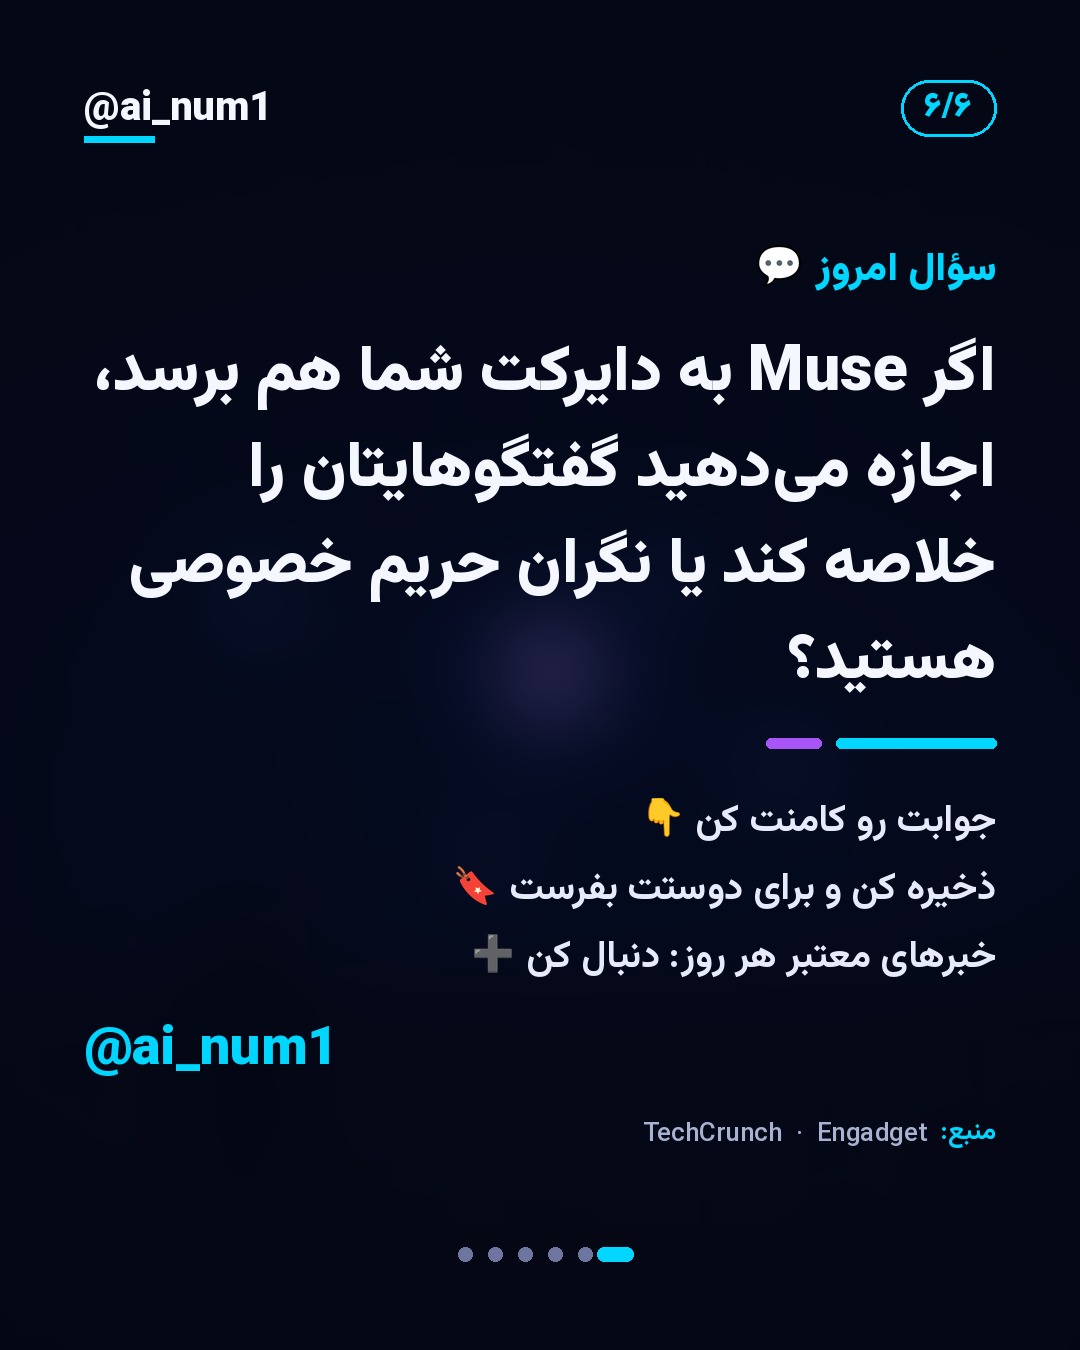 @ai_num1
۶/۶
سؤال امروز 💬
اگر Muse به دایرکت شما هم برسد،
اجازه می‌دهید گفتگوهایتان را
خلاصه کند یا نگران حریم خصوصی
هستید؟
جوابت رو کامنت کن 👇
ذخیره کن و برای دوستت بفرست 🔖
خبرهای معتبر هر روز: دنبال کن ➕
@ai_num1
منبع: TechCrunch · Engadget